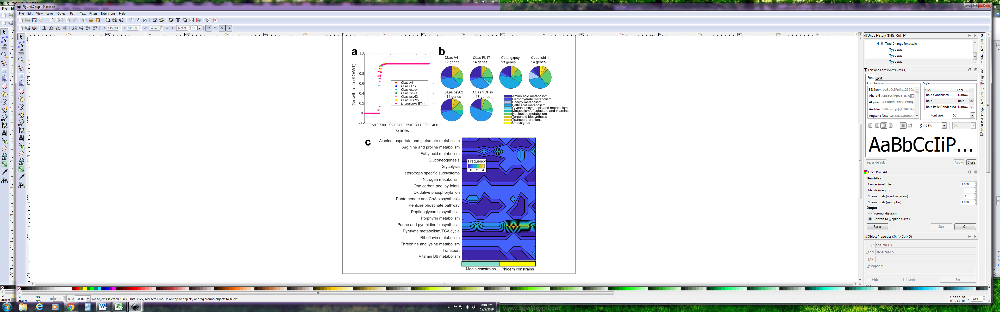 FigureS7.svg - Inkscape
File Edit View Layer Object Path Text Filters Extensions Help
X: 145.104 Y: 811.586 W: 34.248 H: 37.939 px
a
Growth ratio (KO/WT)
1.2
1
0.8
0.6
0.4
0.2
0
-0.2
50 100 150 200 250 300 350 400
Genes
CLas A4
CLas FL17
CLas gxpsy
CLas Ishi-1
CLas psy62
CLas YCPsy
L. crescens BT-1
b
CLas A4
12 genes
CLas FL17
14 genes
CLas gxpsy
13 genes
CLas Ishi-1
14 genes
CLas psy62
14 genes
CLas YCPsy
17 genes
Amino acid metabolism
Carbohydrate metabolism
Energy metabolism
Fatty acid metabolism
Glycan biosynthesis and metabolism
Metabolism of cofactors and vitamins
Nucleotide metabolism
Terpenoid biosynthesis
Transport reactions
Unassigned
c
Alanine, aspartate and glutamate metabolism
Arginine and proline metabolism
Fatty acid metabolism
Gluconeogenesis
Glycolysis
Heterotroph specific subsystems
Nitrogen metabolism
One carbon pool by folate
Oxidative phosphorylation
Pantothenate and CoA biosynthesis
Pentose phosphate pathway
Peptidoglycan biosynthesis
Porphyrin metabolism
Purine and pyrimidine biosynthesis
Pyruvate metabolism/TCA cycle
Riboflavin metabolism
Threonine and lysine metabolism
Transport
Vitamin B6 metabolism
Frequency
0 2 4
Media constrains Phloem constrains
Undo History (Shift+Ctrl+H)
4 Text: Change font style
Type text
Type text
Type text
Text and Font (Shift+Ctrl+T)
Font Text
Font family
8514oem AaBbCcIiPpQq12369$
Aharoni AaBbCcIiPpQq12369$
Algerian AABBCCIIPPQQ12369
Andalus AaBbCcIiPpQq12369$€
Angsana New
Style
CSS Face
Bold Condensed Narrow
Bold Bold
Bold Italic Condensed Narrow
Font size: 56
125% 0%
AaBbCcIiP...
Set as default Apply Close
Trace Pixel Art
Heuristics
Curves (multiplier): 1.000
Islands (weight): 5
Sparse pixels (window radius): 4
Sparse pixels (multiplier): 1.000
Output
Voronoi diagram
Convert to B-spline curves
Reset Stop OK
Object Properties (Shift+Ctrl+O)
ID: text16614-5
Label: #text16614-5
Title:
Description:
Hide Lock Set
Align and Distribute (Shift+Ctrl+A)
Export PNG Image (Shift+Ctrl+E)
Fill: N/A
Stroke: N/A
O: 0
(root)
No objects selected. Click, Shift+click, Alt+scroll mouse on top of objects, or drag around objects to select.
X: 1960.52
Y: 219.30
Z: 61%
8:10 PM
12/9/2019